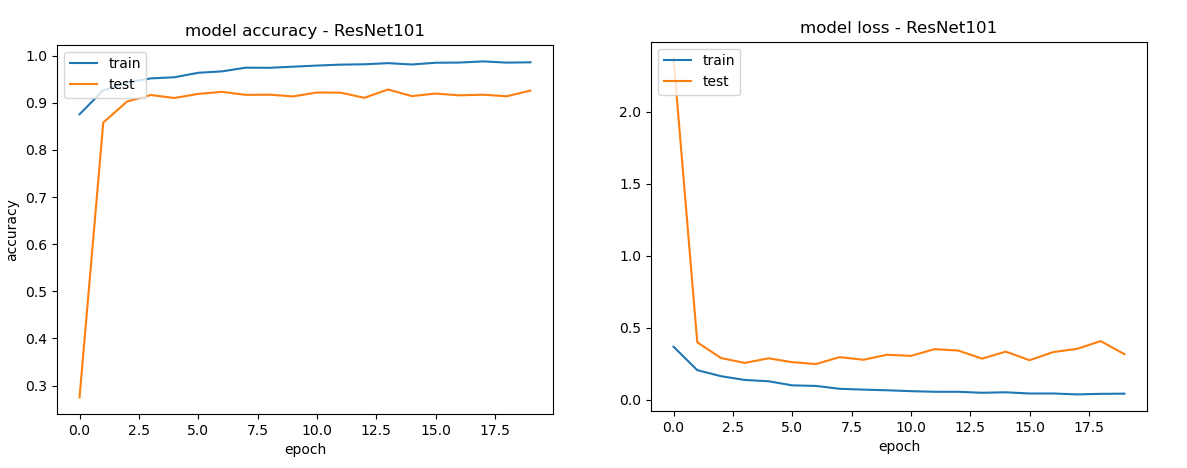 model accuracy - ResNet101
train
test
1.0
0.9
0.8
0.7
0.6
0.5
0.4
0.3
accuracy
0.0 2.5 5.0 7.5 10.0 12.5 15.0 17.5
epoch
model loss - ResNet101
train
test
2.0
1.5
1.0
0.5
0.0
0.0 2.5 5.0 7.5 10.0 12.5 15.0 17.5
epoch